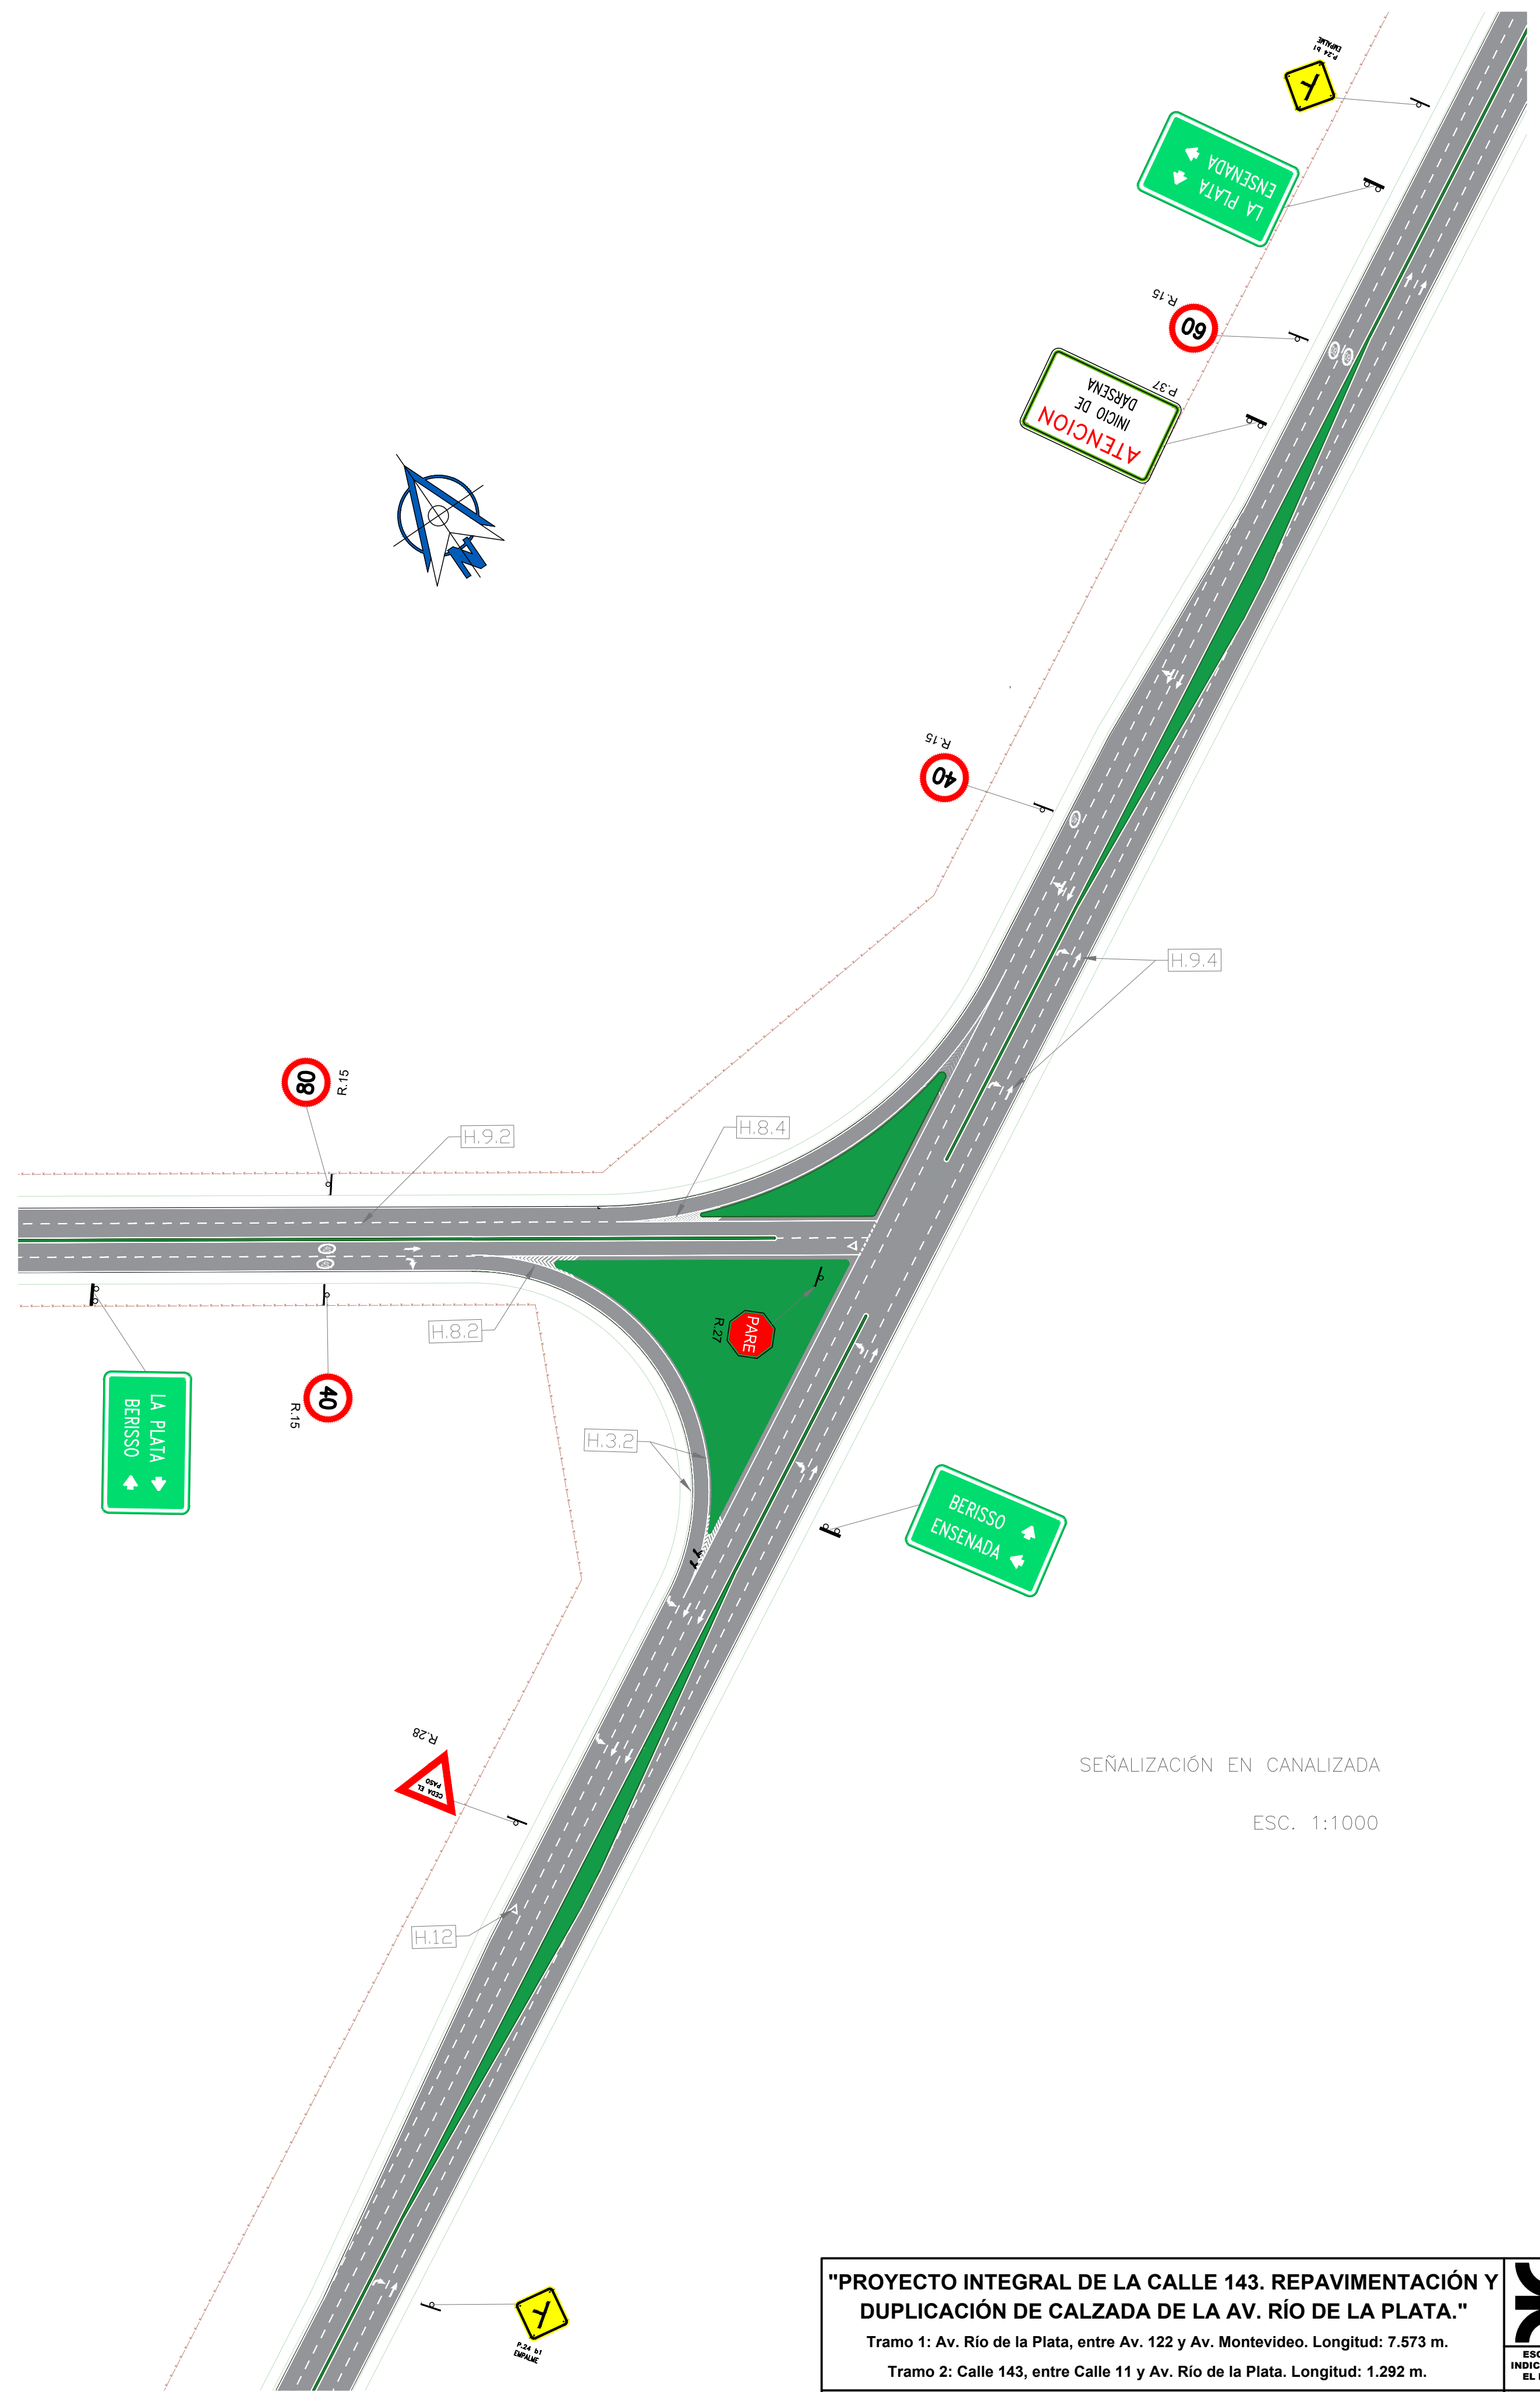 P.24 b1
EMPALME
LA PLATA
ENSENADA
R.15
60
P.37
ATENCION
INICIO DE
DÁRSENA
R.15
40
H.9.4
80
R.15
H.9.2
H.8.4
H.8.2
R.27
PARE
LA PLATA
BERISSO
40
R.15
H.3.2
BERISSO
ENSENADA
R.28
CEDA EL
PASO
H.12
SEÑALIZACIÓN EN CANALIZADA
ESC. 1:1000
P.24 b1
EMPALME
"PROYECTO INTEGRAL DE LA CALLE 143. REPAVIMENTACIÓN Y
DUPLICACIÓN DE CALZADA DE LA AV. RÍO DE LA PLATA."
Tramo 1: Av. Río de la Plata, entre Av. 122 y Av. Montevideo. Longitud: 7.573 m.
Tramo 2: Calle 143, entre Calle 11 y Av. Río de la Plata. Longitud: 1.292 m.